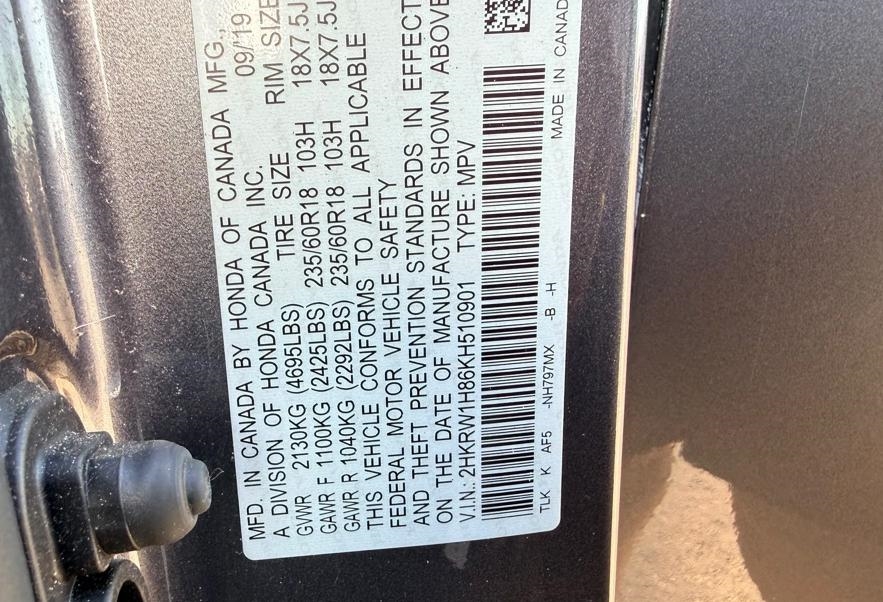 MFD. IN CANADA BY HONDA OF CANADA MFG.,
A DIVISION OF HONDA CANADA INC. 09/'19
TIRE SIZE RIM SIZE
GVWR 2130KG (4695LBS)
GAWR F 1100KG (2425LBS) 235/60R18 103H 18X7.5J
GAWR R 1040KG (2292LBS) 235/60R18 103H 18X7.5J
THIS VEHICLE CONFORMS TO ALL APPLICABLE
FEDERAL MOTOR VEHICLE SAFETY
AND THEFT PREVENTION STANDARDS IN EFFECT
ON THE DATE OF MANUFACTURE SHOWN ABOVE
V.I.N.: 2HKRW1H86KH510901 TYPE: MPV
TLK K AF5 -NH797MX -B -H
MADE IN CANAD